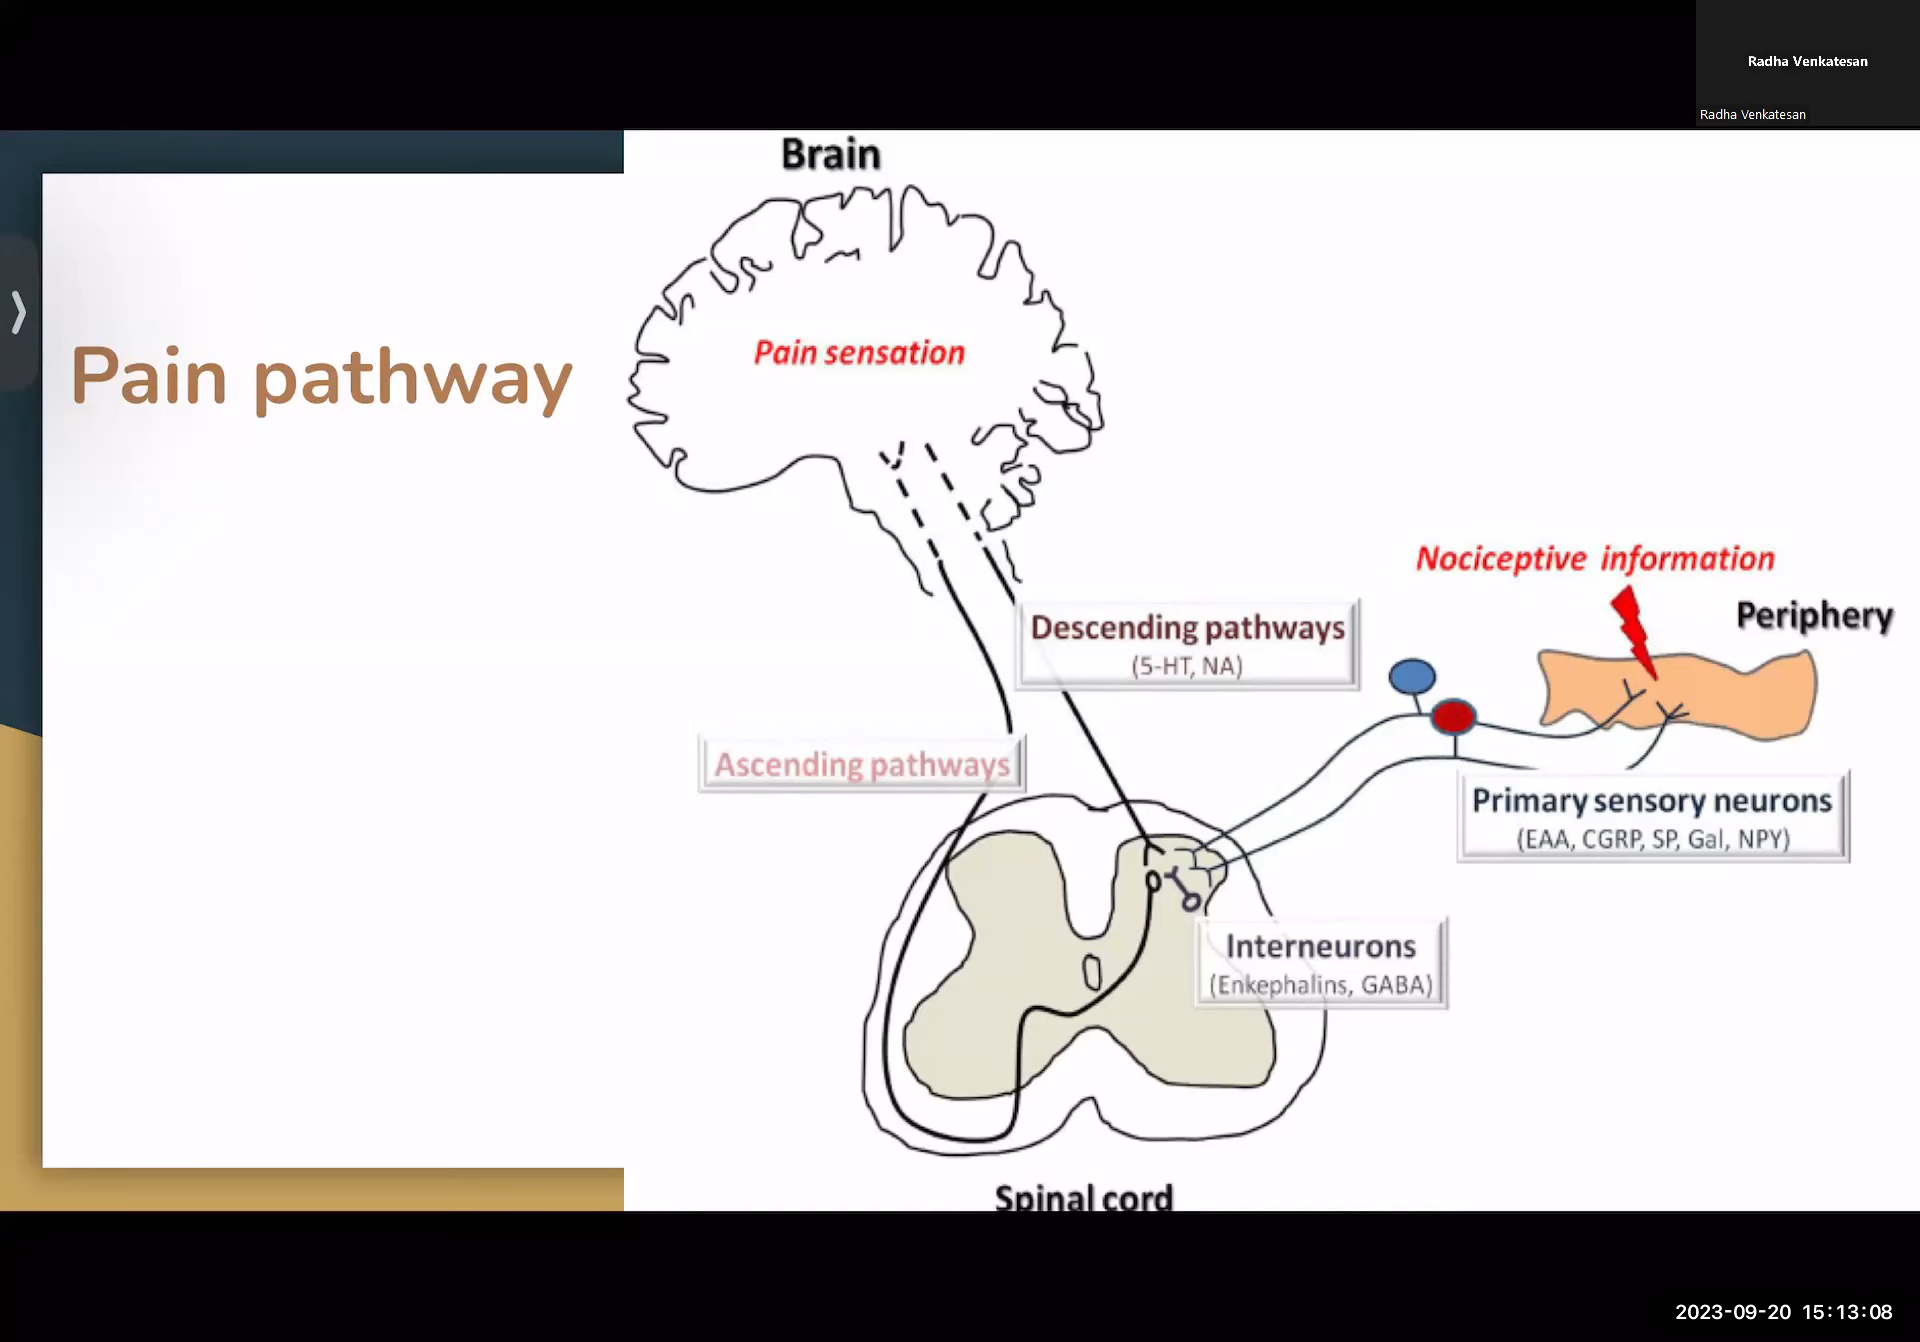 Radha Venkatesan
Radha Venkatesan
Pain pathway
Brain
Pain sensation
Nociceptive information
Periphery
Descending pathways
(5-HT, NA)
Ascending pathways
Primary sensory neurons
(EAA, CGRP, SP, Gal, NPY)
Interneurons
(Enkephalins, GABA)
Spinal cord
2023-09-20 15:13:08